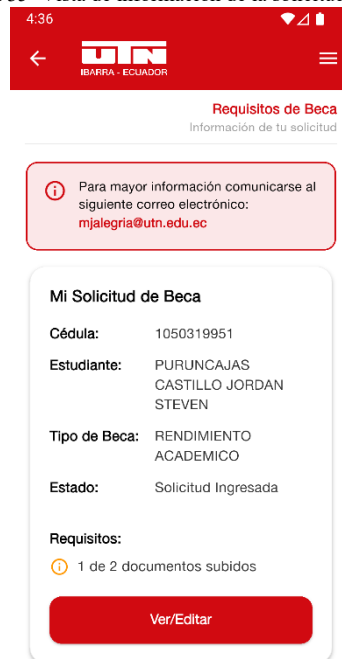 4:36
UTN
IBARRA - ECUADOR
Requisitos de Beca
Información de tu solicitud
Para mayor información comunicarse al
siguiente correo electrónico:
mjalegria@utn.edu.ec
Mi Solicitud de Beca
Cédula: 1050319951
Estudiante: PURUNCAJAS
CASTILLO JORDAN
STEVEN
Tipo de Beca: RENDIMIENTO
ACADEMICO
Estado: Solicitud Ingresada
Requisitos:
1 de 2 documentos subidos
Ver/Editar